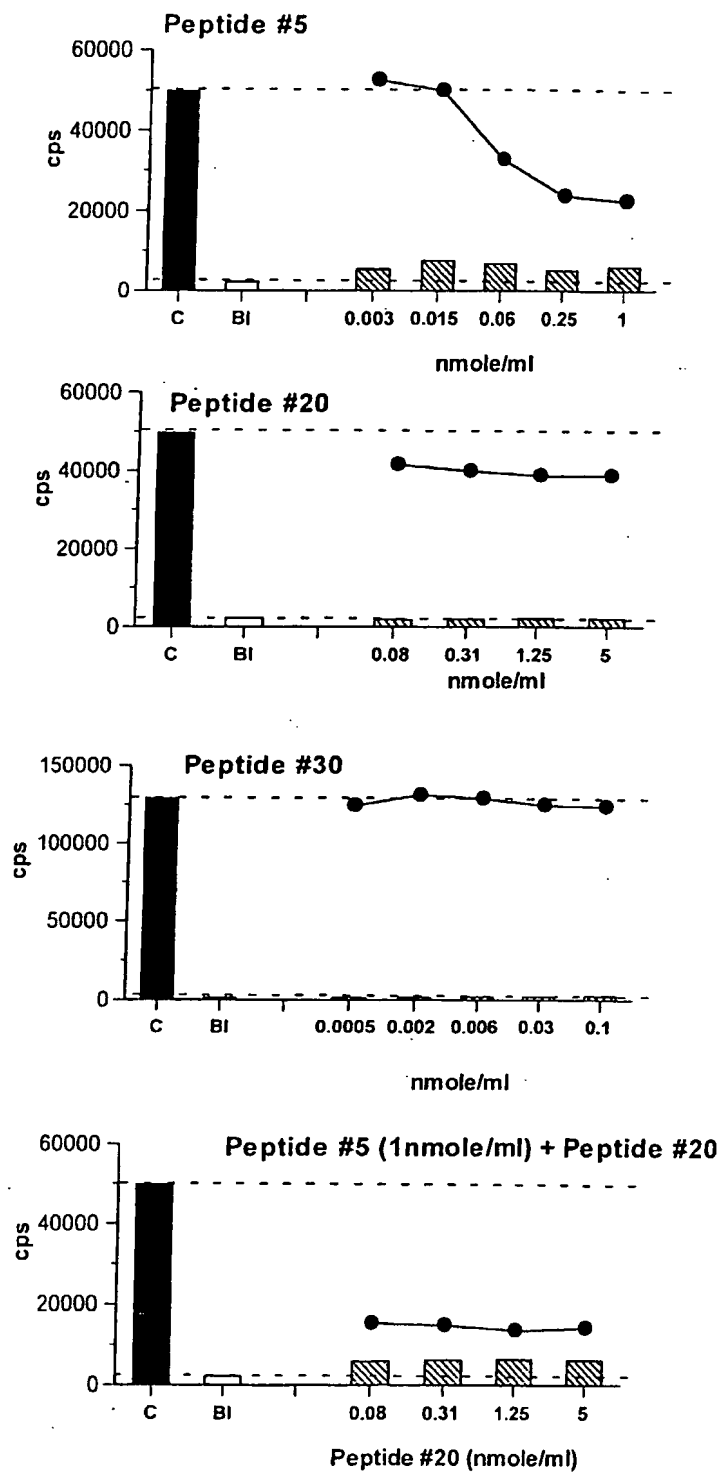 Peptide #5
60000
40000
20000
0
cps
C BI 0.003 0.015 0.06 0.25 1
nmole/ml
Peptide #20
60000
40000
20000
0
cps
C BI 0.08 0.31 1.25 5
nmole/ml
Peptide #30
150000
100000
50000
0
cps
C BI 0.0005 0.002 0.006 0.03 0.1
nmole/ml
Peptide #5 (1nmole/ml) + Peptide #20
60000
40000
20000
0
cps
C BI 0.08 0.31 1.25 5
Peptide #20 (nmole/ml)